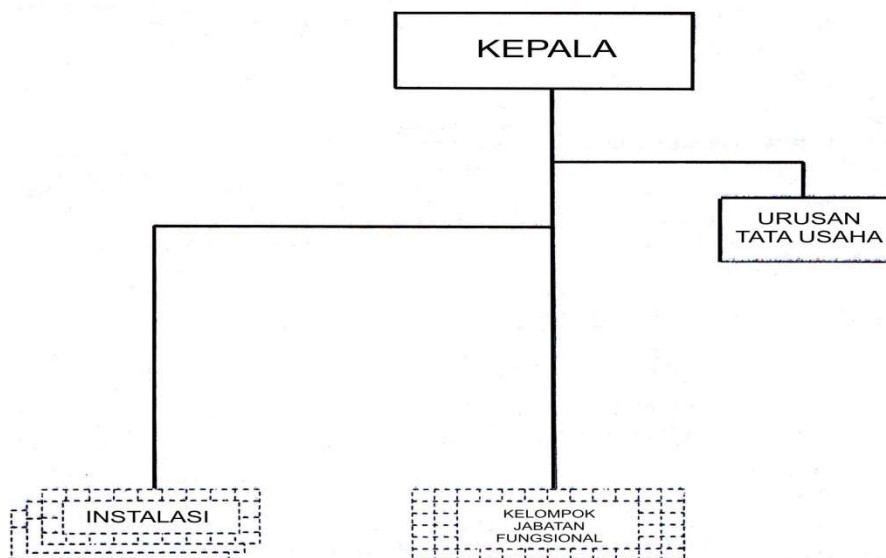 KEPALA
URUSAN
TATA USAHA
INSTALASI
KELOMPOK
JABATAN
FUNGSIONAL